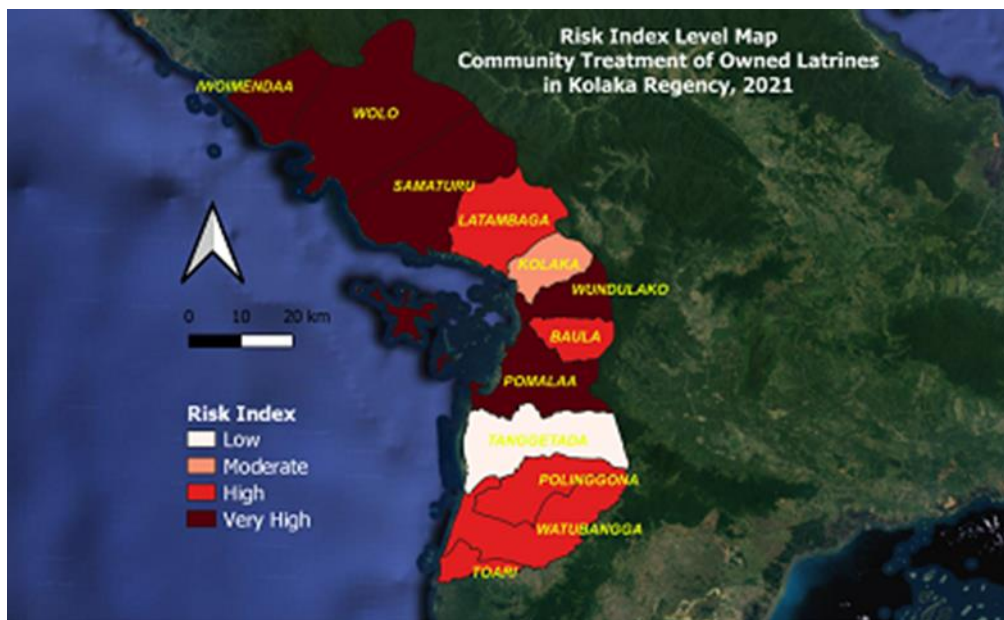 Risk Index Level Map
Community Treatment of Owned Latrines
in Kolaka Regency, 2021
IWOIMENDAA
WOLO
SAMATURU
LATAMBAGA
KOLAKA
WUNDULAKO
0 10 20 km
BAULA
POMALAA
Risk Index
Low
Moderate
High
Very High
TANGGETADA
POLINGGONA
WATUBANGGA
TOARI